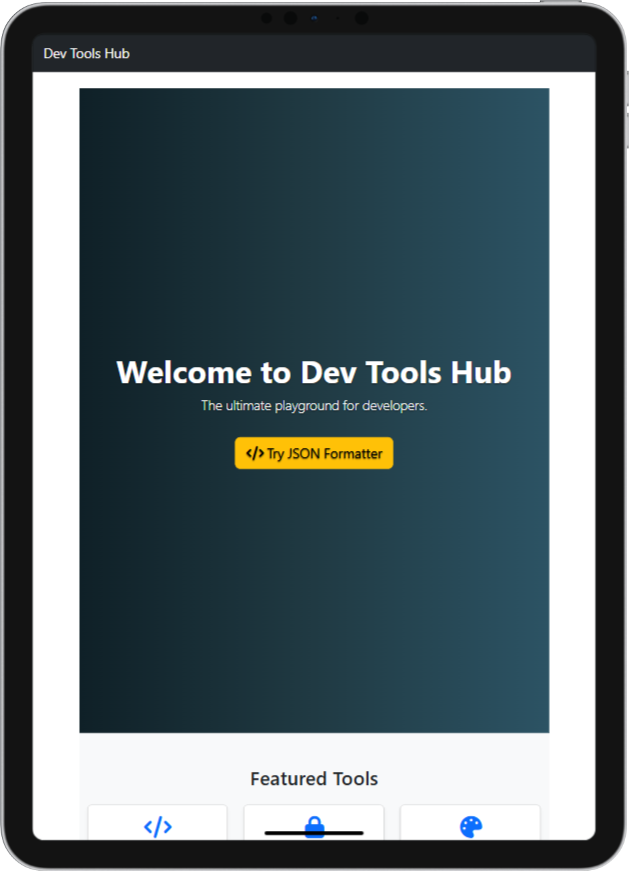 Dev Tools Hub
Welcome to Dev Tools Hub
The ultimate playground for developers.
</> Try JSON Formatter
Featured Tools
</>